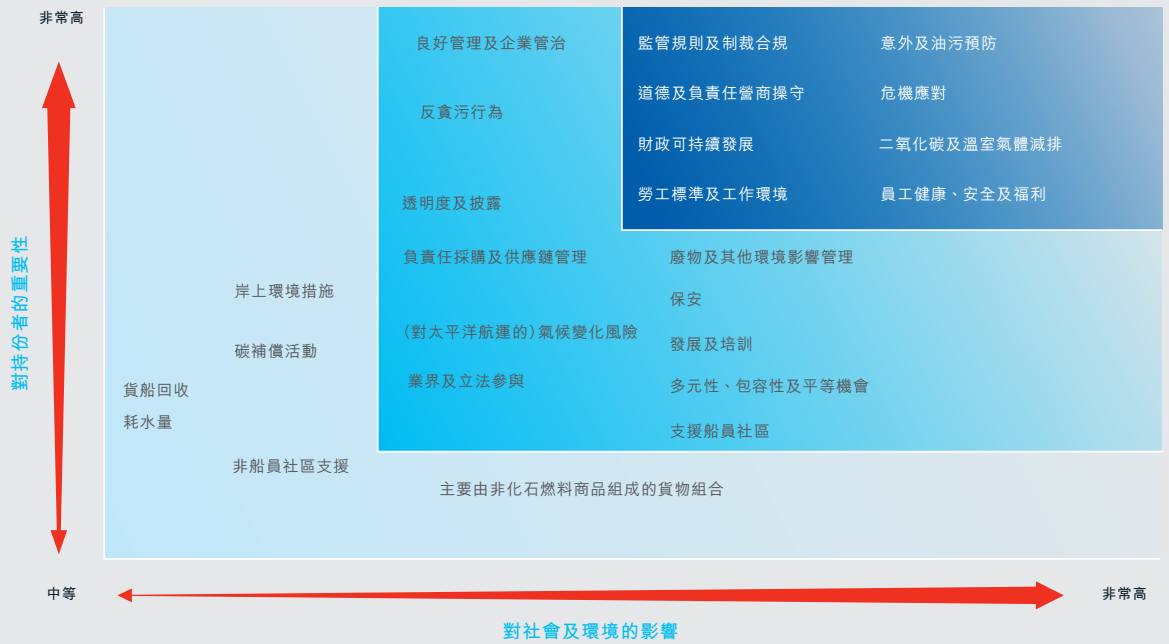 非常高
良好管理及企業管治
監管規則及制裁合規
意外及油污預防
反貪污行為
道德及負責任營商操守
危機應對
財政可持續發展
二氧化碳及溫室氣體減排
透明度及披露
勞工標準及工作環境
員工健康、安全及福利
負責任採購及供應鏈管理
廢物及其他環境影響管理
岸上環境措施
保安
(對太平洋航運的)氣候變化風險
碳補償活動
發展及培訓
業界及立法參與
多元性、包容性及平等機會
貨船回收
耗水量
支援船員社區
非船員社區支援
主要由非化石燃料商品組成的貨物組合
對持份者的重要性
中等
非常高
對社會及環境的影響